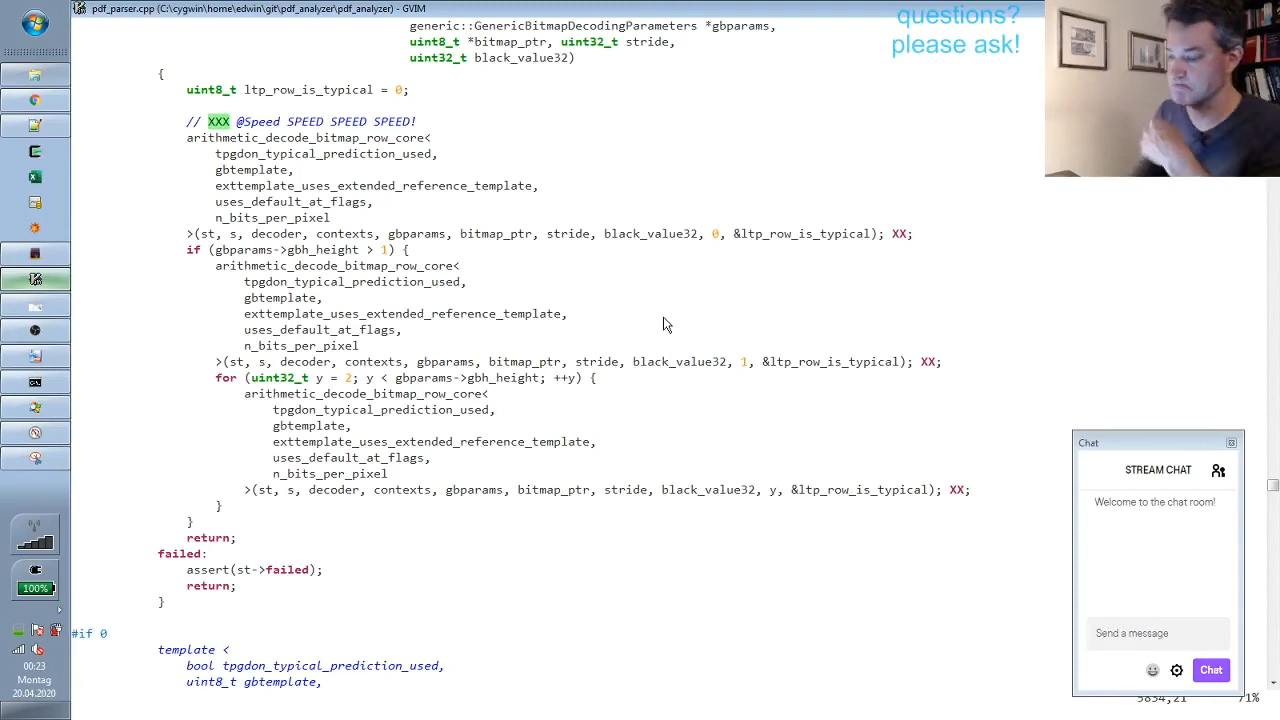 pdf_parser.cpp (C:\cygwin\home\edwin\git\pdf_analyzer\pdf_analyzer) - GVIM
generic::GenericBitmapDecodingParameters *gbparams,
uint8_t *bitmap_ptr, uint32_t stride,
uint32_t black_value32)
{
uint8_t ltp_row_is_typical = 0;
// XXX @Speed SPEED SPEED SPEED!
arithmetic_decode_bitmap_row_core<
tpgdon_typical_prediction_used,
gbtemplate,
exttemplate_uses_extended_reference_template,
uses_default_at_flags,
n_bits_per_pixel
>(st, s, decoder, contexts, gbparams, bitmap_ptr, stride, black_value32, 0, &ltp_row_is_typical); XX;
if (gbparams->gbh_height > 1) {
arithmetic_decode_bitmap_row_core<
tpgdon_typical_prediction_used,
gbtemplate,
exttemplate_uses_extended_reference_template,
uses_default_at_flags,
n_bits_per_pixel
>(st, s, decoder, contexts, gbparams, bitmap_ptr, stride, black_value32, 1, &ltp_row_is_typical); XX;
for (uint32_t y = 2; y < gbparams->gbh_height; ++y) {
arithmetic_decode_bitmap_row_core<
tpgdon_typical_prediction_used,
gbtemplate,
exttemplate_uses_extended_reference_template,
uses_default_at_flags,
n_bits_per_pixel
>(st, s, decoder, contexts, gbparams, bitmap_ptr, stride, black_value32, y, &ltp_row_is_typical); XX;
}
}
return;
failed:
assert(st->failed);
return;
}
#if 0
template <
bool tpgdon_typical_prediction_used,
uint8_t gbtemplate,
5834,21 71%
questions?
please ask!
Chat
STREAM CHAT
Welcome to the chat room!
Send a message
Chat
100%
00:23
Montag
20.04.2020